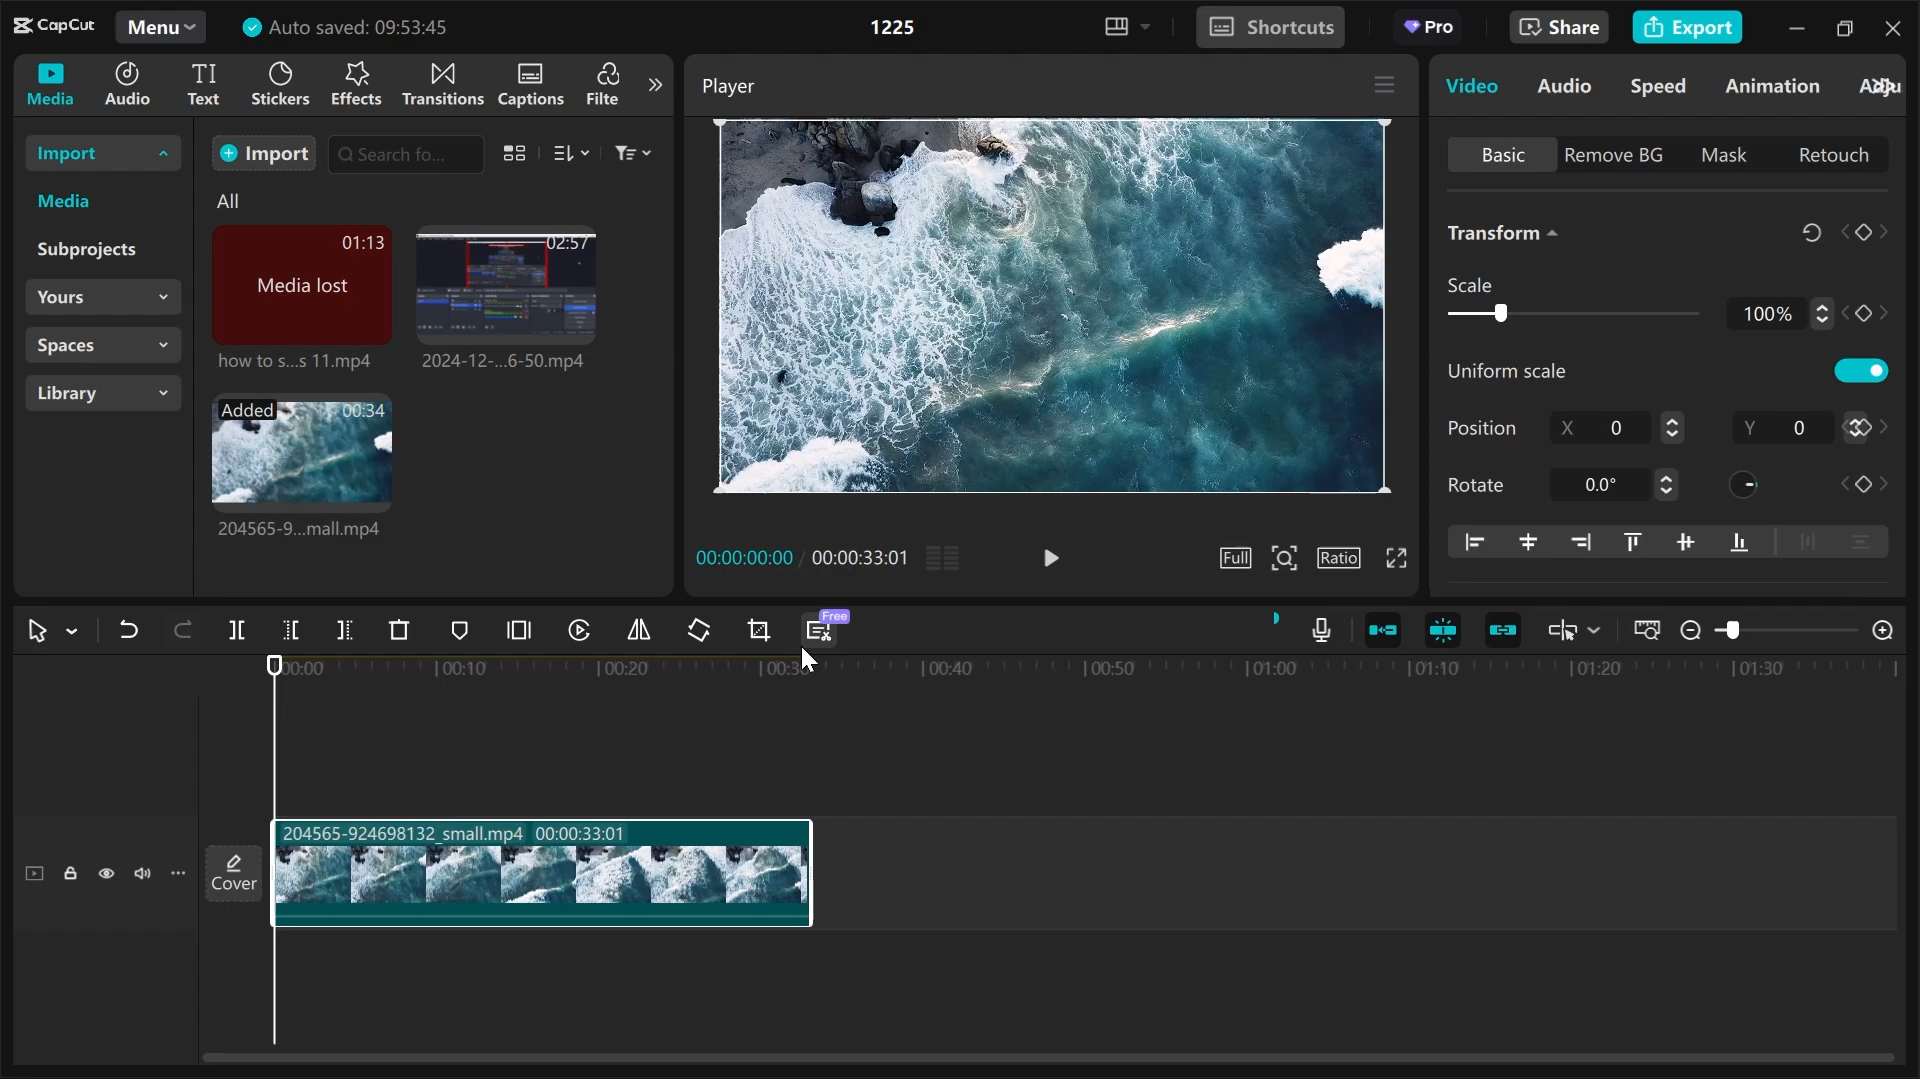 CapCut
Menu
Auto saved: 09:53:45
1225
Shortcuts
Pro
Share
Export
Media
Audio
Text
Stickers
Effects
Transitions
Captions
Filte
Player
Video
Audio
Speed
Animation
Adju
Import
Media
Subprojects
Yours
Spaces
Library
Import
Search fo...
All
01:13
Media lost
how to s...s 11.mp4
02:57
2024-12-...6-50.mp4
Added
00:34
204565-9...mall.mp4
00:00:00:00 / 00:00:33:01
Full
Ratio
Basic
Remove BG
Mask
Retouch
Transform
Scale
100%
Uniform scale
Position
X 0
Y 0
Rotate
0.0°
Free
00:00
00:10
00:20
00:30
00:40
00:50
01:00
01:10
01:20
01:30
Cover
204565-924698132_small.mp4 00:00:33:01